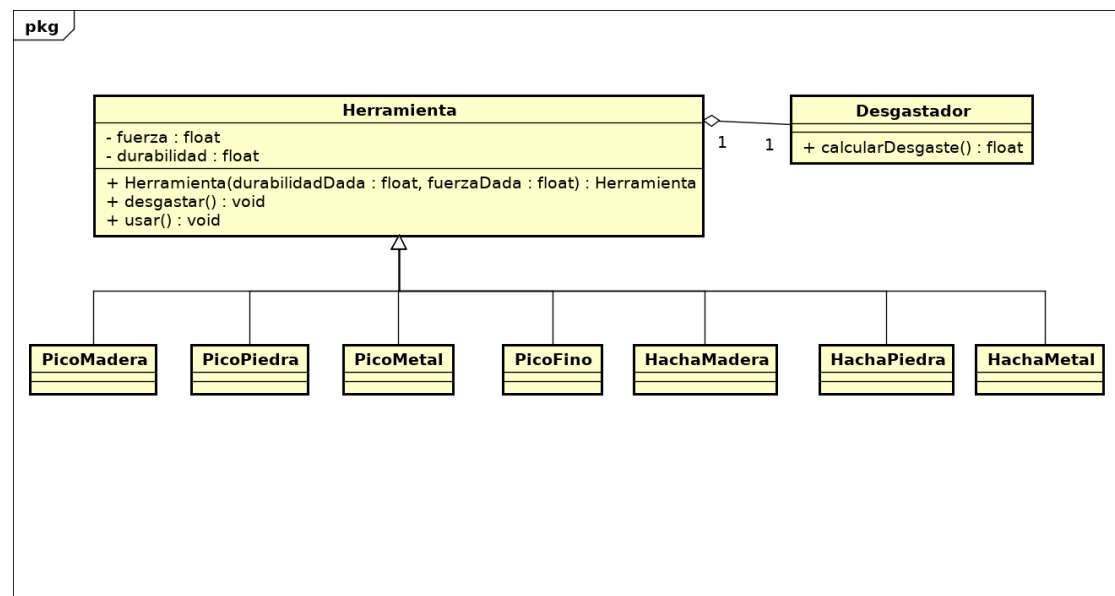 pkg
Herramienta
- fuerza : float
- durabilidad : float
+ Herramienta(durabilidadDada : float, fuerzaDada : float) : Herramienta
+ desgastar() : void
+ usar() : void
1
1
Desgastador
+ calcularDesgaste() : float
PicoMadera
PicoPiedra
PicoMetal
PicoFino
HachaMadera
HachaPiedra
HachaMetal